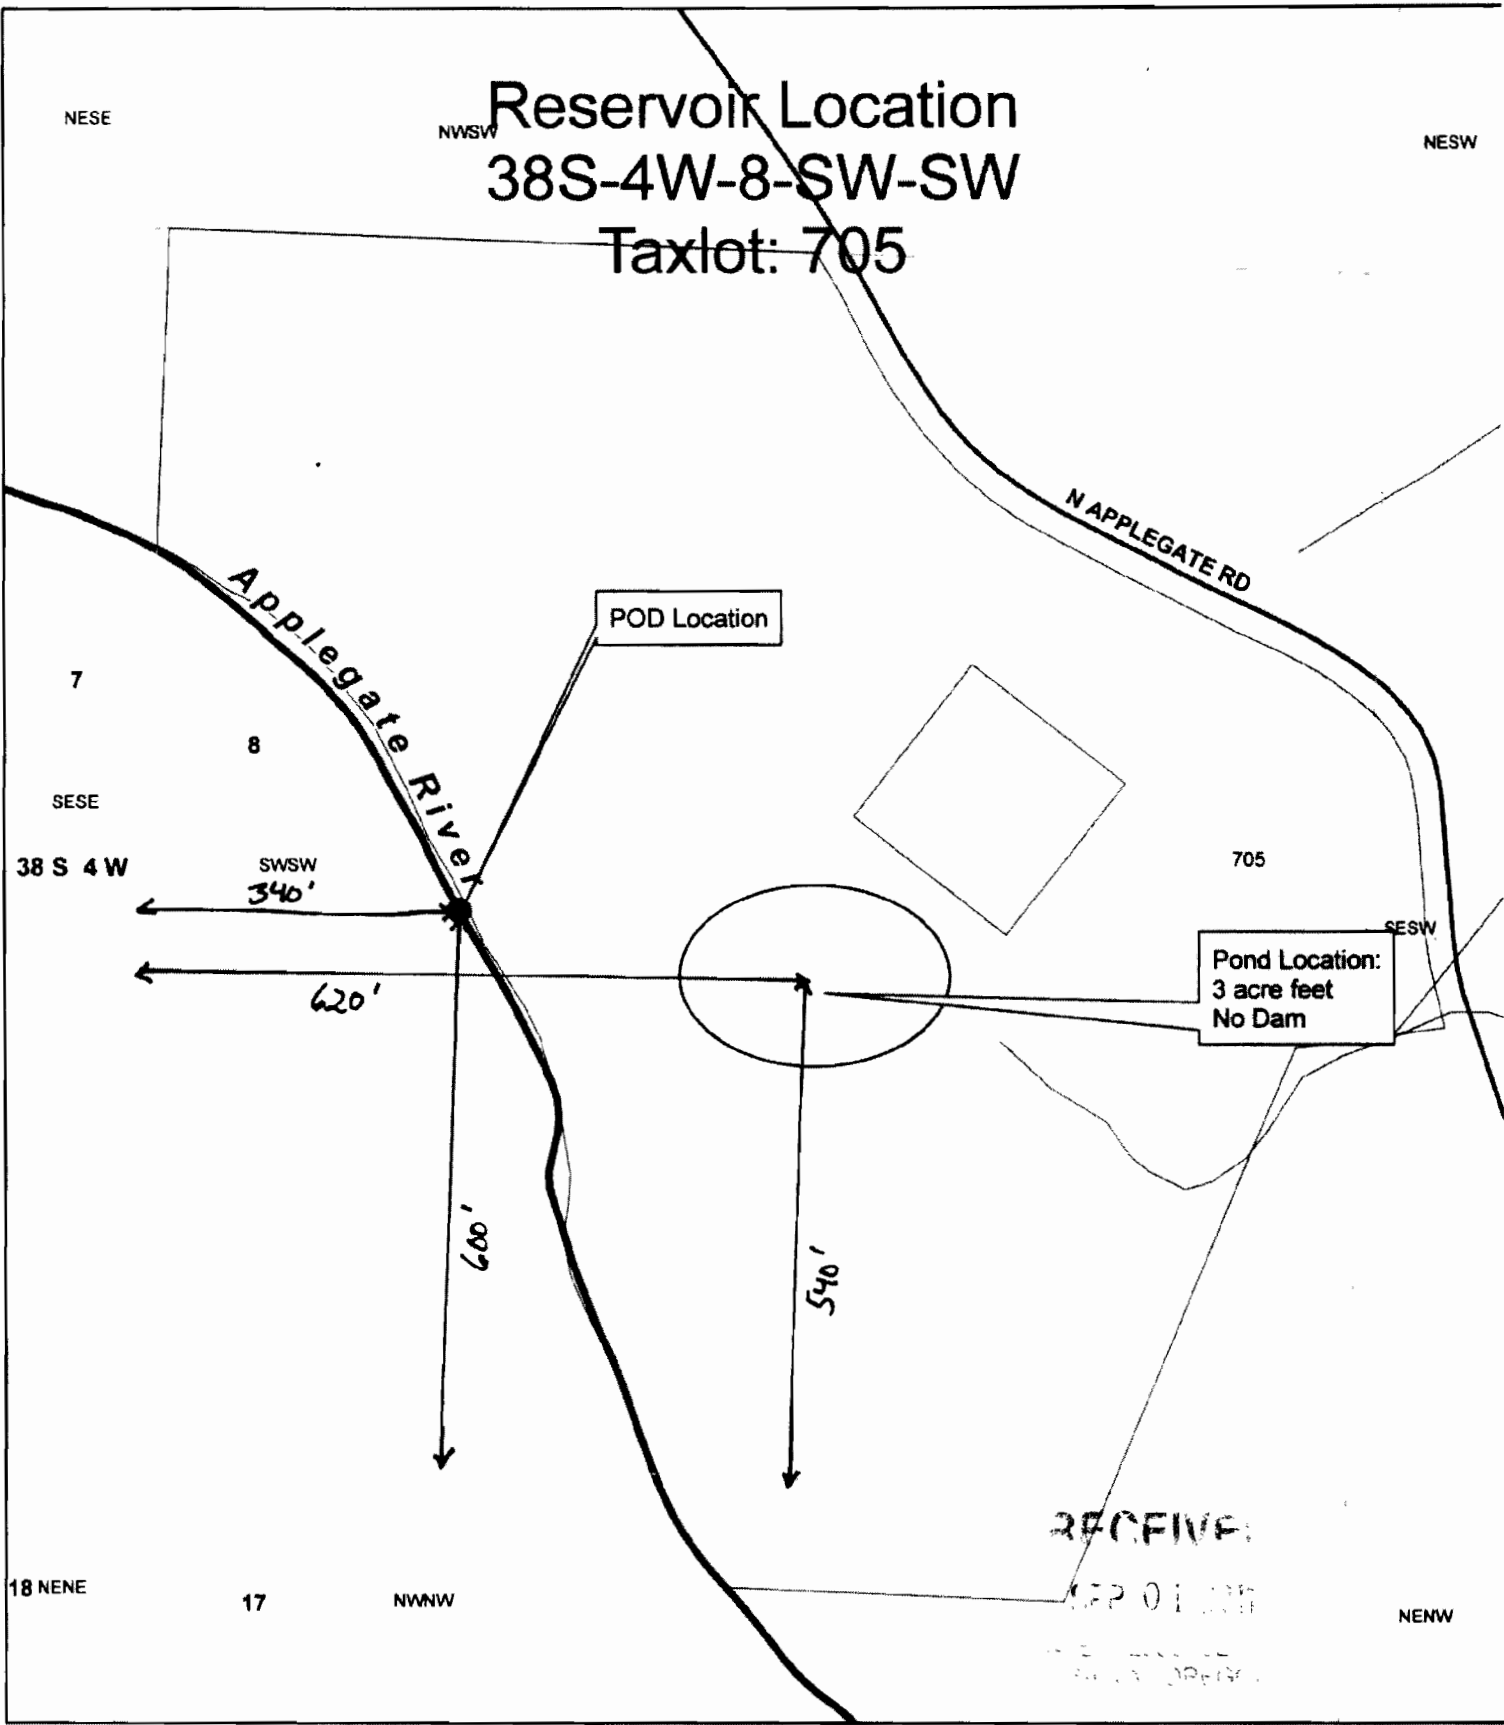 Reservoir Location
38S-4W-8-SW-SW
Taxlot: 705
NESE
NWSW
NESW
N APPLEGATE RD
Applegate River
POD Location
7
8
SESE
38 S 4 W
SWSW
340'
705
SESW
Pond Location:
3 acre feet
No Dam
620'
600'
540'
18 NENE
17
NWNW
NENW
SEP 01